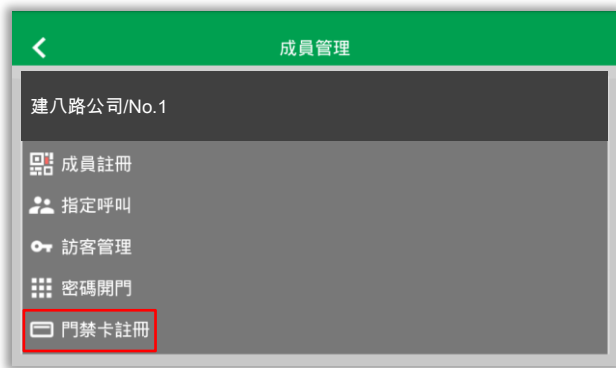 成員管理
建八路公司/No.1
成員註冊
指定呼叫
訪客管理
密碼開門
門禁卡註冊